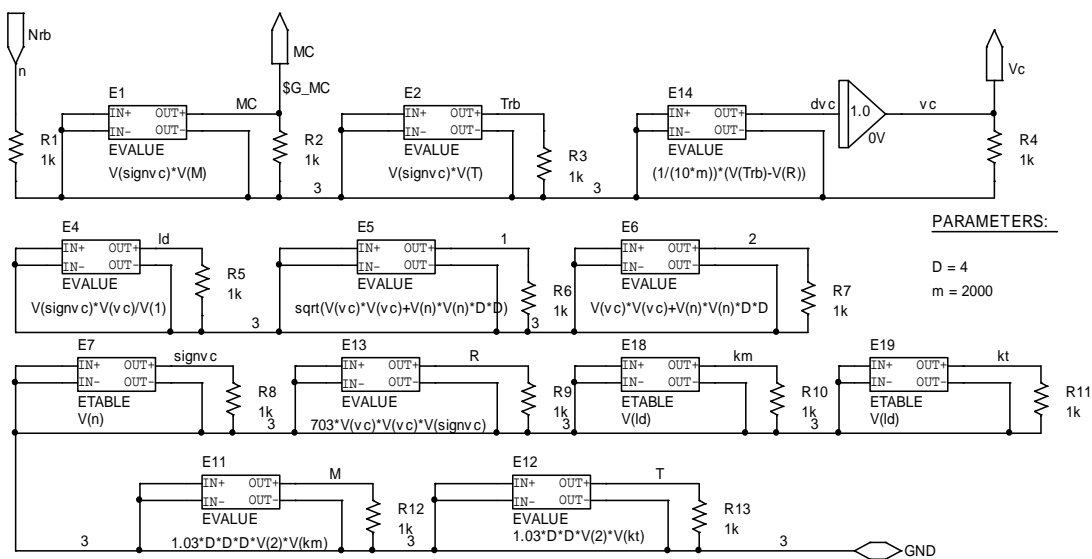 Nrb
n
MC
$G_MC
Vc
E1
IN+ OUT+
IN- OUT-
EVALUATE
V(signvc)*V(M)
MC
R1
1k
R2
1k
E2
IN+ OUT+
IN- OUT-
EVALUE
V(signvc)*V(T)
Trb
R3
1k
E14
IN+ OUT+
IN- OUT-
EVALUE
(1/(10*m))*(V(Trb)-V(R))
dvc
1.0
0V
vc
R4
1k
3
3
PARAMETERS:
D = 4
m = 2000
E4
IN+ OUT+
IN- OUT-
EVALUE
V(signvc)*V(vc)/V(1)
ld
R5
1k
3
E5
IN+ OUT+
IN- OUT-
EVALUE
sqrt(V(vc)*V(vc)+V(n)*V(n)*D*D)
1
R6
1k
3
E6
IN+ OUT+
IN- OUT-
EVALUE
V(vc)*V(vc)+V(n)*V(n)*D*D
2
R7
1k
E7
IN+ OUT+
IN- OUT-
ETABLE
V(n)
signvc
R8
1k
3
E13
IN+ OUT+
IN- OUT-
EVALUE
703*V(vc)*V(vc)*V(signvc)
R
R9
1k
3
E18
IN+ OUT+
IN- OUT-
ETABLE
V(ld)
km
R10
1k
3
E19
IN+ OUT+
IN- OUT-
ETABLE
V(ld)
kt
R11
1k
E11
IN+ OUT+
IN- OUT-
EVALUE
1.03*D*D*D*V(2)*V(km)
M
R12
1k
3
3
E12
IN+ OUT+
IN- OUT-
EVALUE
1.03*D*D*V(2)*V(kt)
T
R13
1k
3
GND